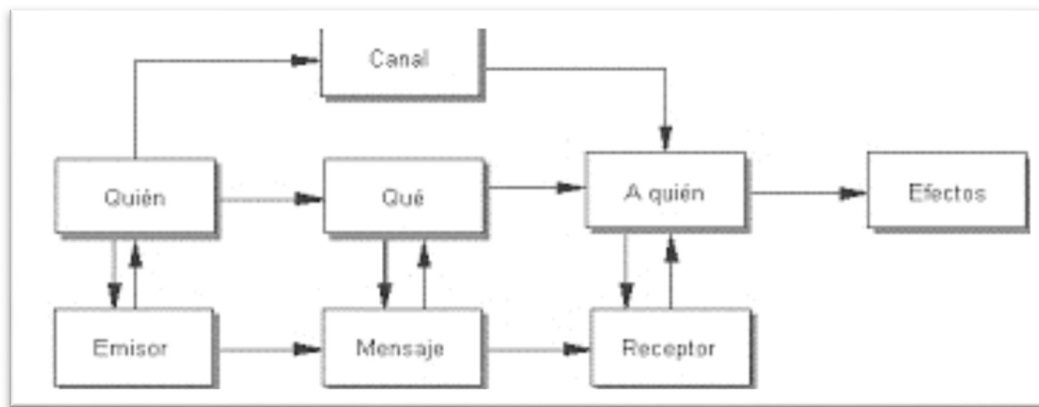 Canal
Quién
Qué
A quién
Efectos
Emisor
Mensaje
Receptor